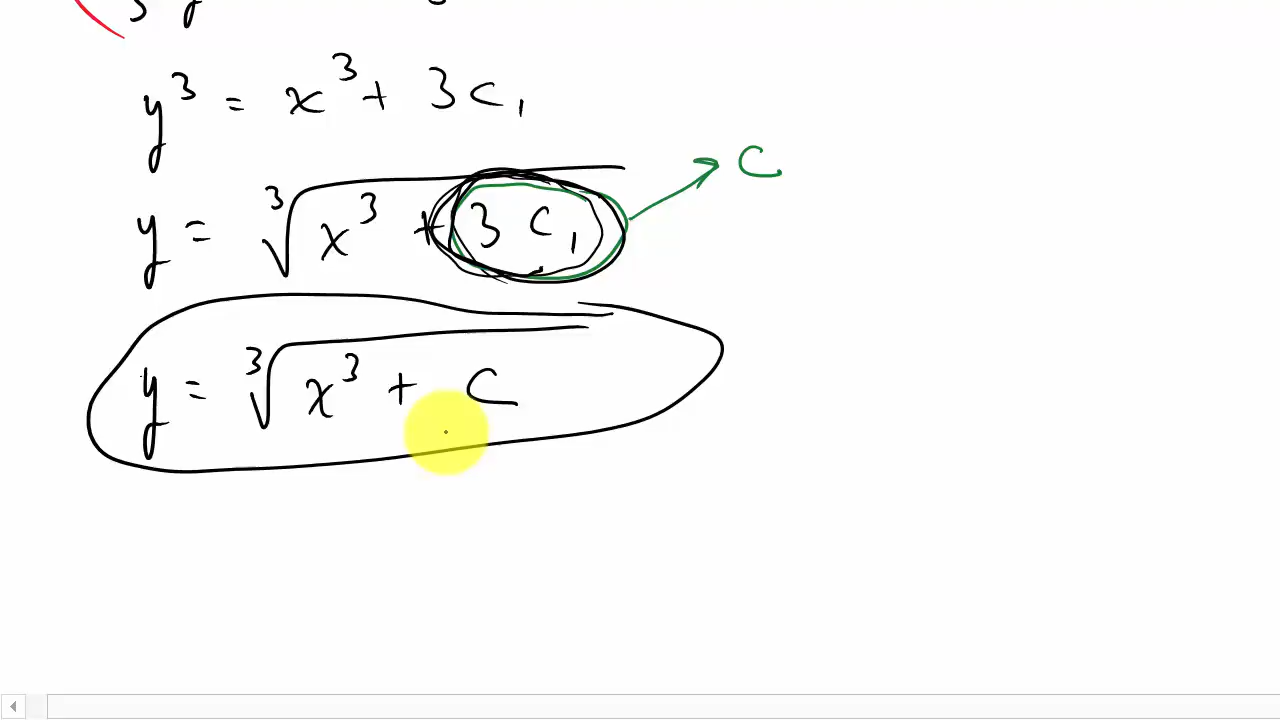 y³ = x³ + 3C₁
C
y = ∛(x³ + 3C₁)
y = ∛(x³ + C)